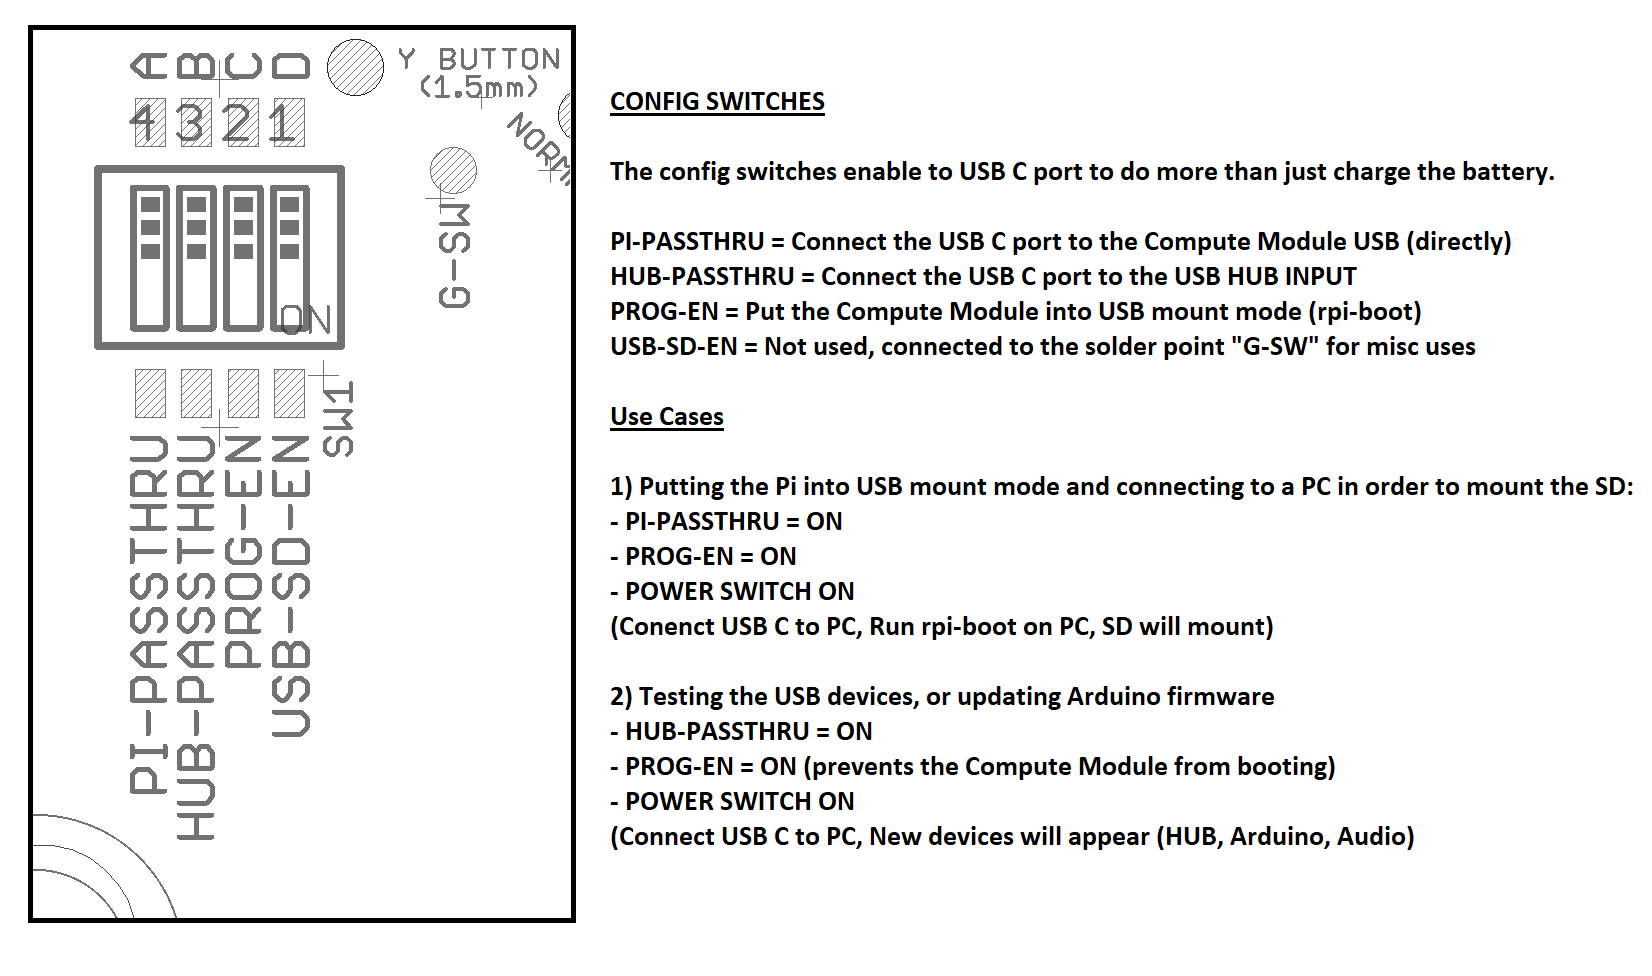 A B C D
4 3 2 1
Y BUTTON
(1.5mm)
NORM
G-SW
ON
SW1
PI-PASSTHRU
HUB-PASSTHRU
PROG-EN
USB-SD-EN
CONFIG SWITCHES
The config switches enable to USB C port to do more than just charge the battery.
PI-PASSTHRU = Connect the USB C port to the Compute Module USB (directly)
HUB-PASSTHRU = Connect the USB C port to the USB HUB INPUT
PROG-EN = Put the Compute Module into USB mount mode (rpi-boot)
USB-SD-EN = Not used, connected to the solder point "G-SW" for misc uses
Use Cases
1) Putting the Pi into USB mount mode and connecting to a PC in order to mount the SD:
- PI-PASSTHRU = ON
- PROG-EN = ON
- POWER SWITCH ON
(Conenct USB C to PC, Run rpi-boot on PC, SD will mount)
2) Testing the USB devices, or updating Arduino firmware
- HUB-PASSTHRU = ON
- PROG-EN = ON (prevents the Compute Module from booting)
- POWER SWITCH ON
(Connect USB C to PC, New devices will appear (HUB, Arduino, Audio)